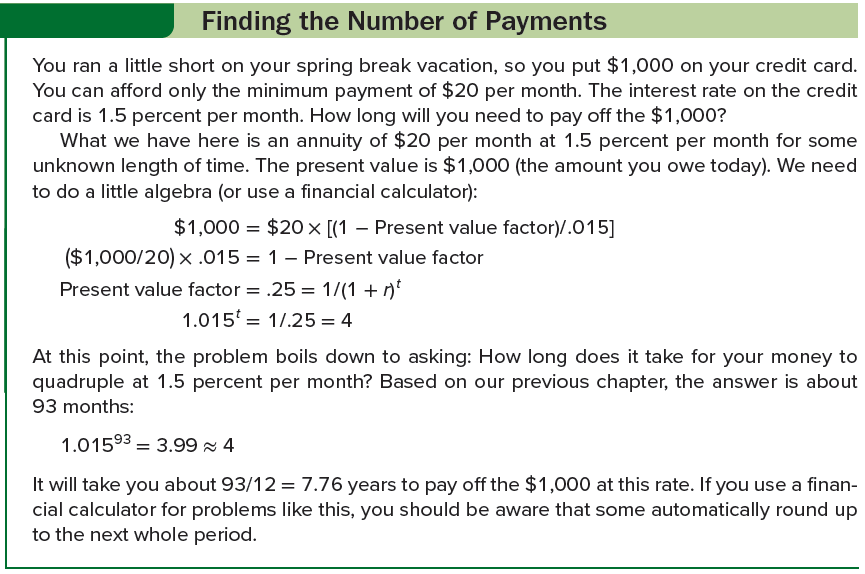 Finding the Number of Payments
You ran a little short on your spring break vacation, so you put $1,000 on your credit card.
You can afford only the minimum payment of $20 per month. The interest rate on the credit
card is 1.5 percent per month. How long will you need to pay off the $1,000?
What we have here is an annuity of $20 per month at 1.5 percent per month for some
unknown length of time. The present value is $1,000 (the amount you owe today). We need
to do a little algebra (or use a financial calculator):
$1,000 = $20 × [(1 − Present value factor)/.015]
($1,000/20) × .015 = 1 − Present value factor
Present value factor = .25 = 1/(1 + r)^t
1.015^t = 1/.25 = 4
At this point, the problem boils down to asking: How long does it take for your money to
quadruple at 1.5 percent per month? Based on our previous chapter, the answer is about
93 months:
1.015^93 = 3.99 ≈ 4
It will take you about 93/12 = 7.76 years to pay off the $1,000 at this rate. If you use a finan-
cial calculator for problems like this, you should be aware that some automatically round up
to the next whole period.